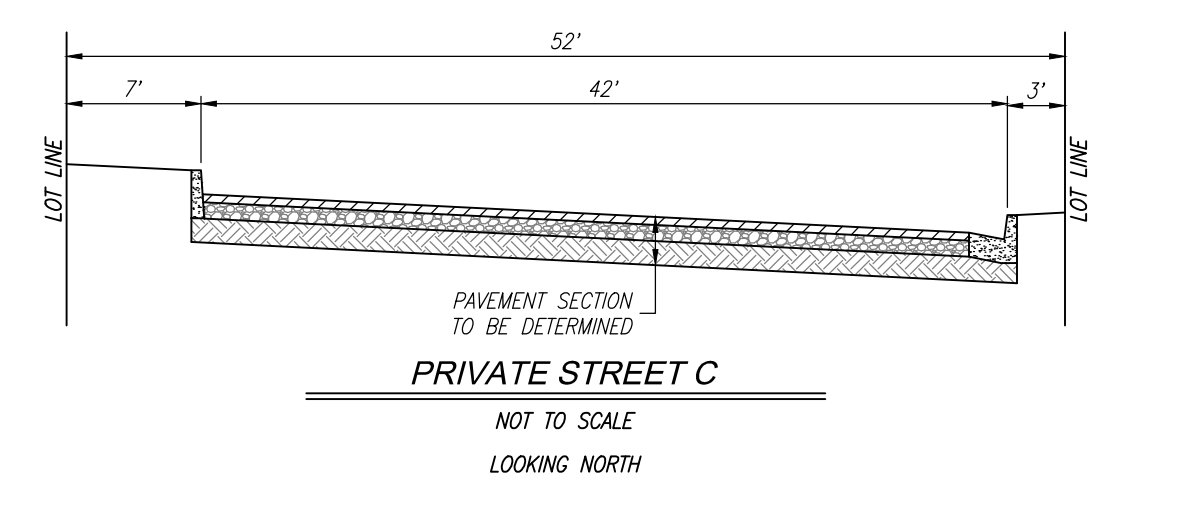 52'
7'
42'
3'
LOT LINE
LOT LINE
PAVEMENT SECTION
TO BE DETERMINED
PRIVATE STREET C
NOT TO SCALE
LOOKING NORTH